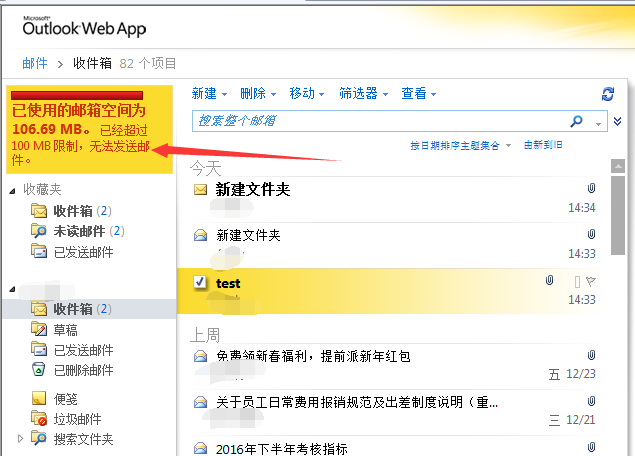 Microsoft®
Outlook Web App
邮件 > 收件箱 82 个项目
已使用的邮箱空间为
106.69 MB。 已经超过
100 MB 限制，无法发送邮
件。
收藏夹
收件箱 (2)
未读邮件 (2)
已发送邮件
收件箱 (2)
草稿
已发送邮件
已删除邮件
便笺
垃圾邮件
搜索文件夹
新建 删除 移动 筛选器 查看
搜索整个邮箱
按日期排序主题集合 由新到旧
今天
新建文件夹
14:34
新建文件夹
14:33
test
14:33
上周
免费领新春福利，提前派新年红包
五 12/23
关于员工日常费用报销规范及出差制度说明（重...
三 12/21
2016年下半年考核指标